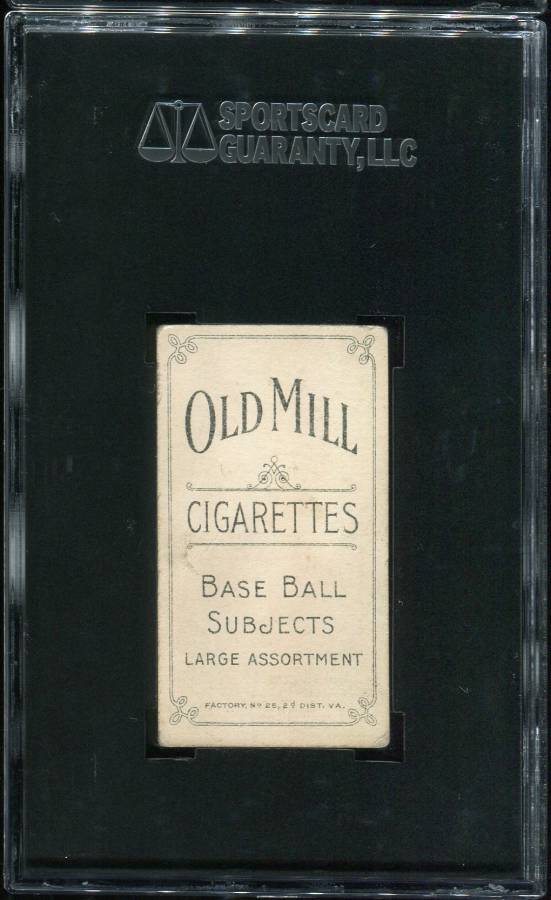 SPORTSCARD
GUARANTY, LLC
OLD MILL
CIGARETTES
BASE BALL
SUBJECTS
LARGE ASSORTMENT
FACTORY, Nº 25, 2ᵈ DIST. VA.